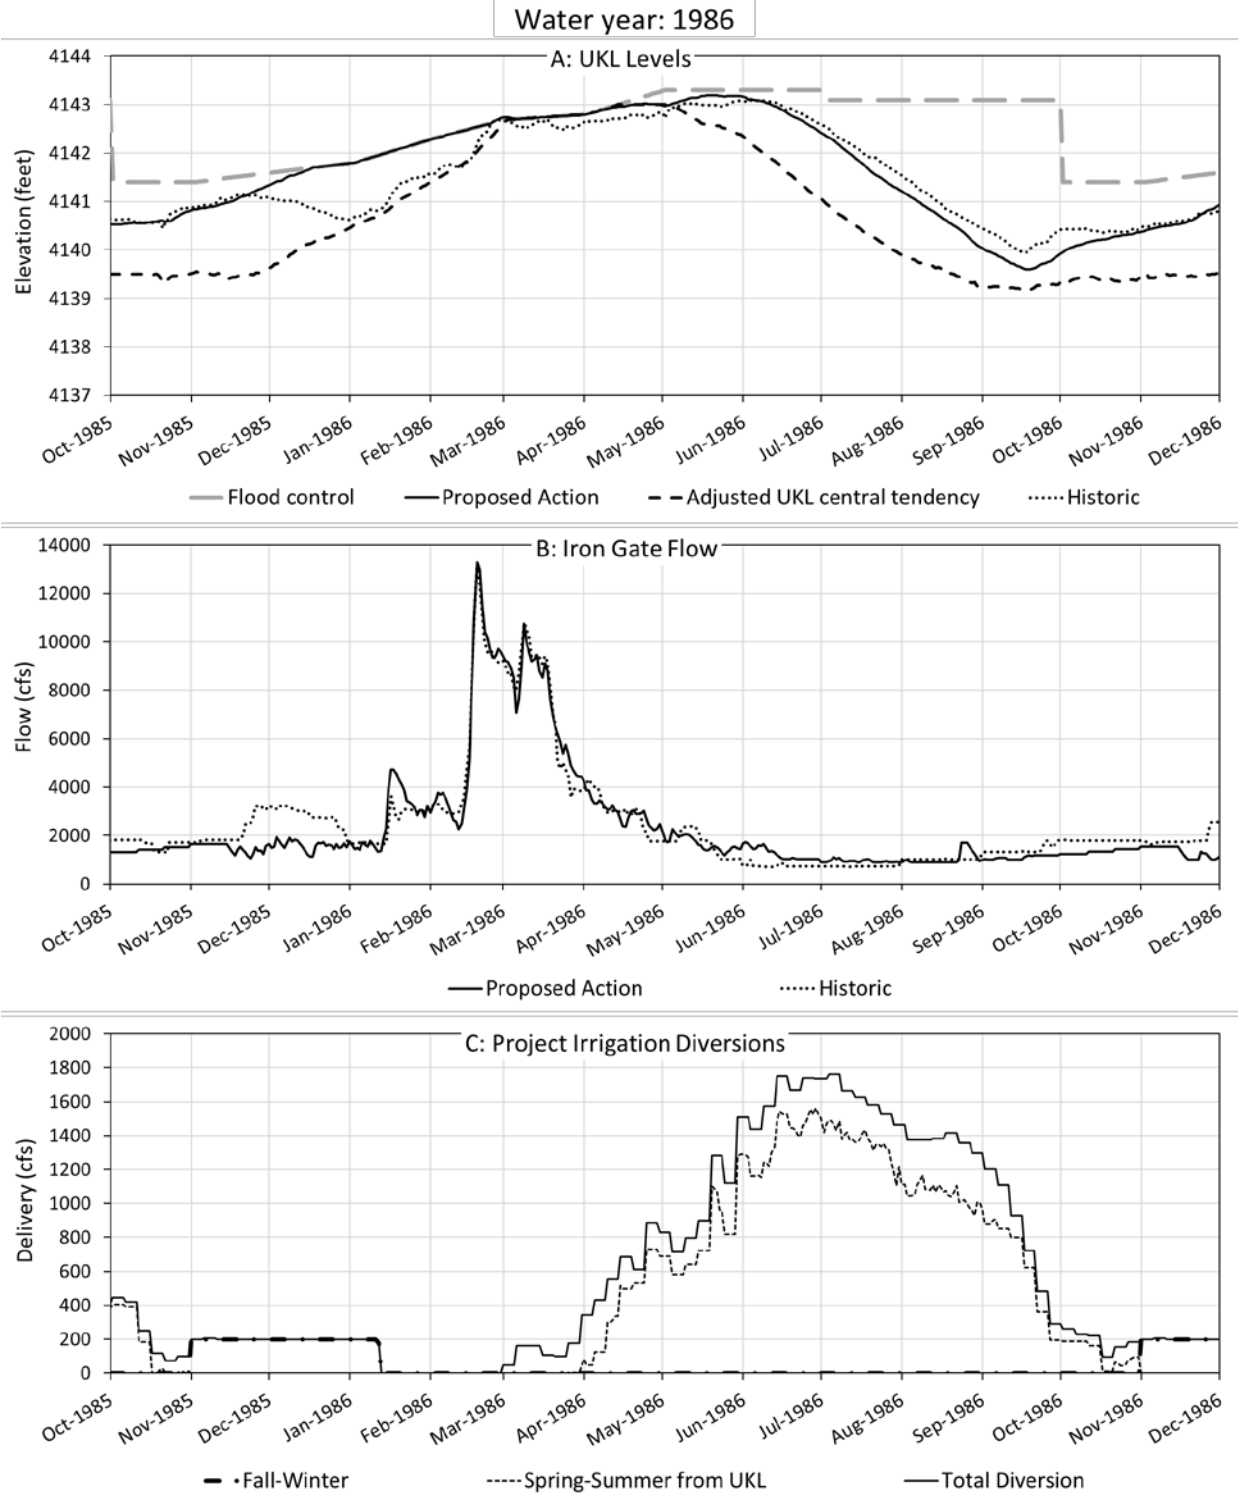 Water year: 1986
A: UKL Levels
Elevation (feet)
4144
4143
4142
4141
4140
4139
4138
4137
Oct-1985 Nov-1985 Dec-1985 Jan-1986 Feb-1986 Mar-1986 Apr-1986 May-1986 Jun-1986 Jul-1986 Aug-1986 Sep-1986 Oct-1986 Nov-1986 Dec-1986
Flood control Proposed Action Adjusted UKL central tendency Historic
B: Iron Gate Flow
Flow (cfs)
14000
12000
10000
8000
6000
4000
2000
0
Oct-1985 Nov-1985 Dec-1985 Jan-1986 Feb-1986 Mar-1986 Apr-1986 May-1986 Jun-1986 Jul-1986 Aug-1986 Sep-1986 Oct-1986 Nov-1986 Dec-1986
Proposed Action Historic
C: Project Irrigation Diversions
Delivery (cfs)
2000
1800
1600
1400
1200
1000
800
600
400
200
0
Oct-1985 Nov-1985 Dec-1985 Jan-1986 Feb-1986 Mar-1986 Apr-1986 May-1986 Jun-1986 Jul-1986 Aug-1986 Sep-1986 Oct-1986 Nov-1986 Dec-1986
Fall-Winter Spring-Summer from UKL Total Diversion